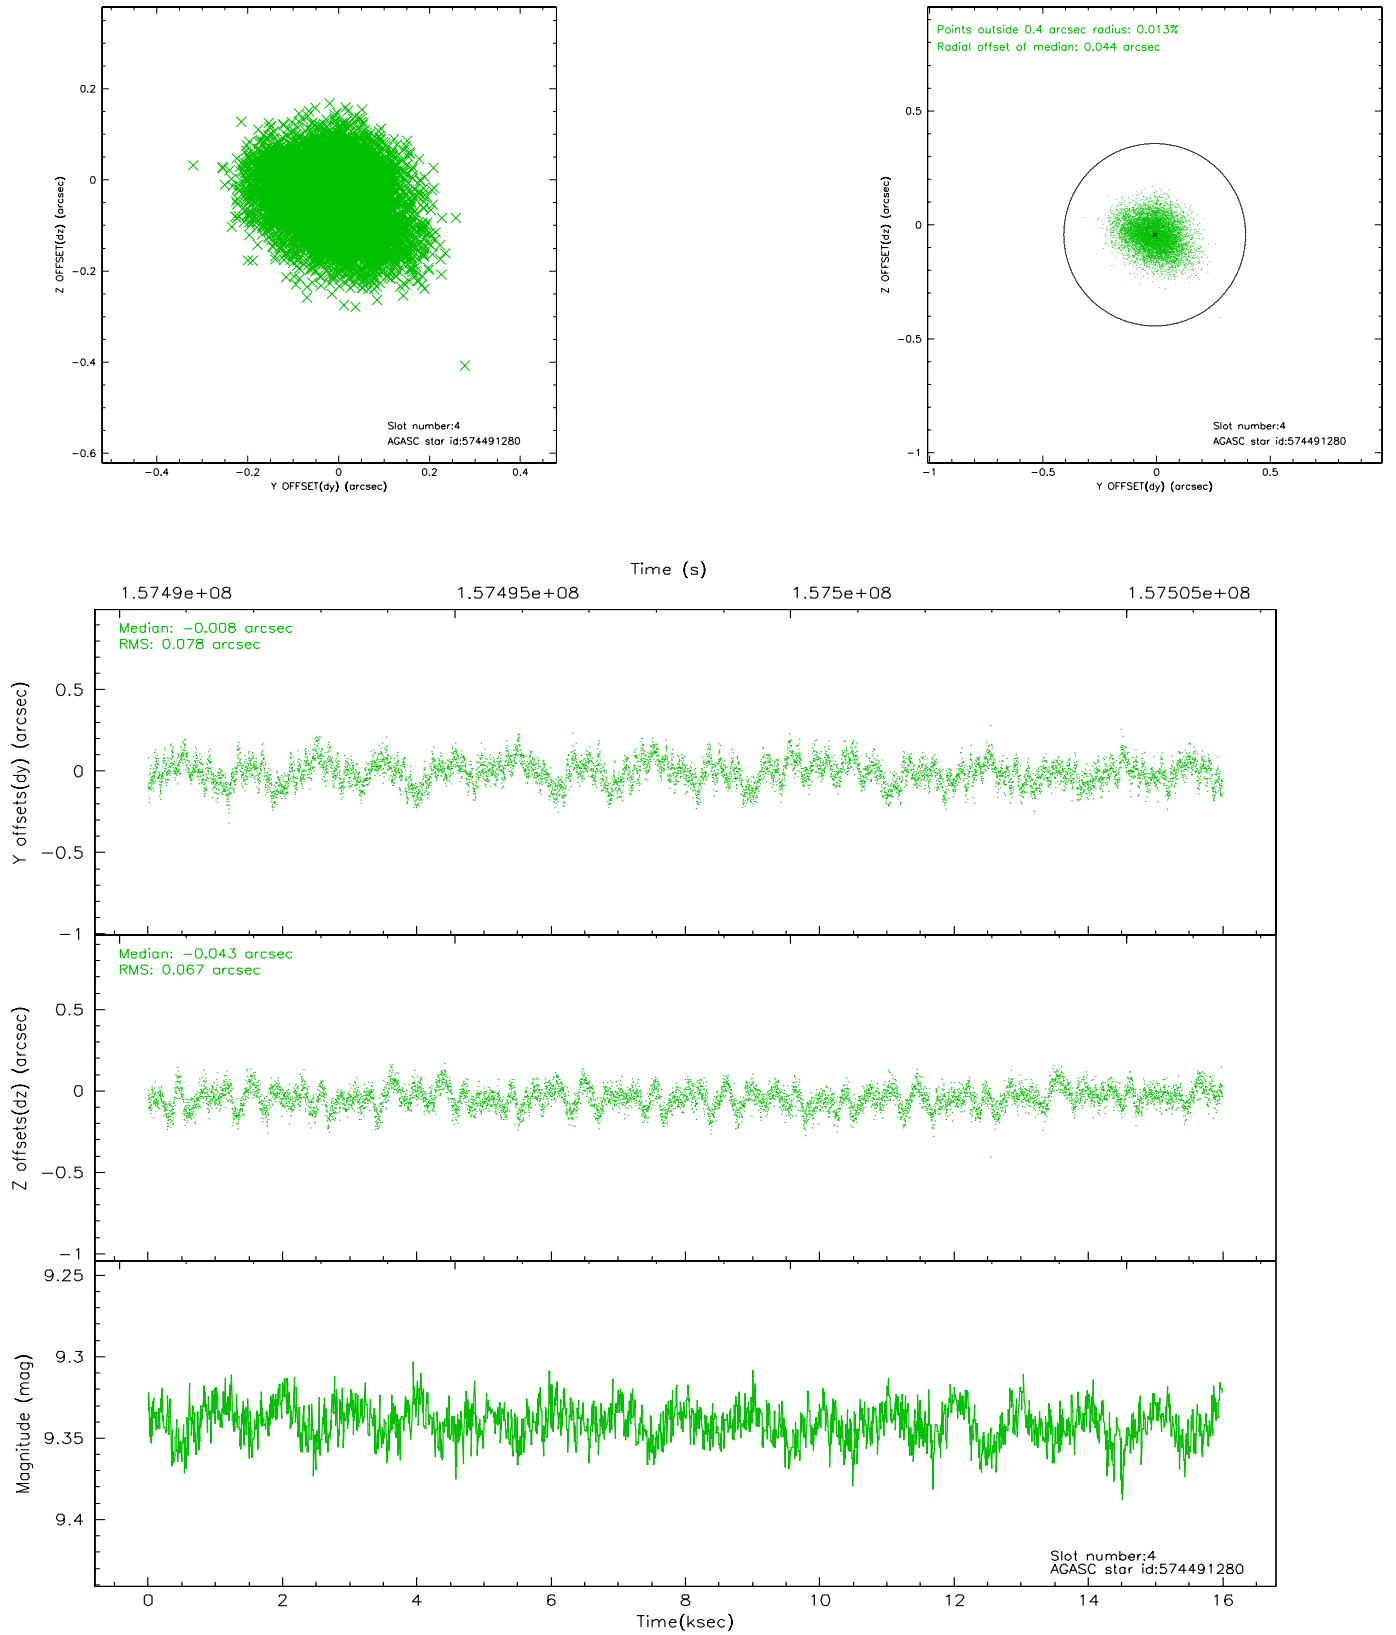 0.2
0
-0.2
-0.4
-0.6
Z OFFSET(dz) (arcsec)
-0.4
-0.2
0
0.2
0.4
Y OFFSET(dy) (arcsec)
Slot number:4
AGASC star id:574491280
Points outside 0.4 arcsec radius: 0.013%
Radial offset of median: 0.044 arcsec
0.5
0
-0.5
-1
Z OFFSET(dz) (arcsec)
-1
-0.5
0
0.5
Y OFFSET(dy) (arcsec)
Slot number:4
AGASC star id:574491280
Time (s)
1.5749e+08
1.57495e+08
1.575e+08
1.57505e+08
Median: -0.008 arcsec
RMS: 0.078 arcsec
0.5
0
-0.5
-1
Y offsets(dy) (arcsec)
Median: -0.043 arcsec
RMS: 0.067 arcsec
0.5
0
-0.5
-1
Z offsets(dz) (arcsec)
9.25
9.3
9.35
9.4
Magnitude (mag)
Slot number:4
AGASC star id:574491280
0
2
4
6
8
10
12
14
16
Time(ksec)